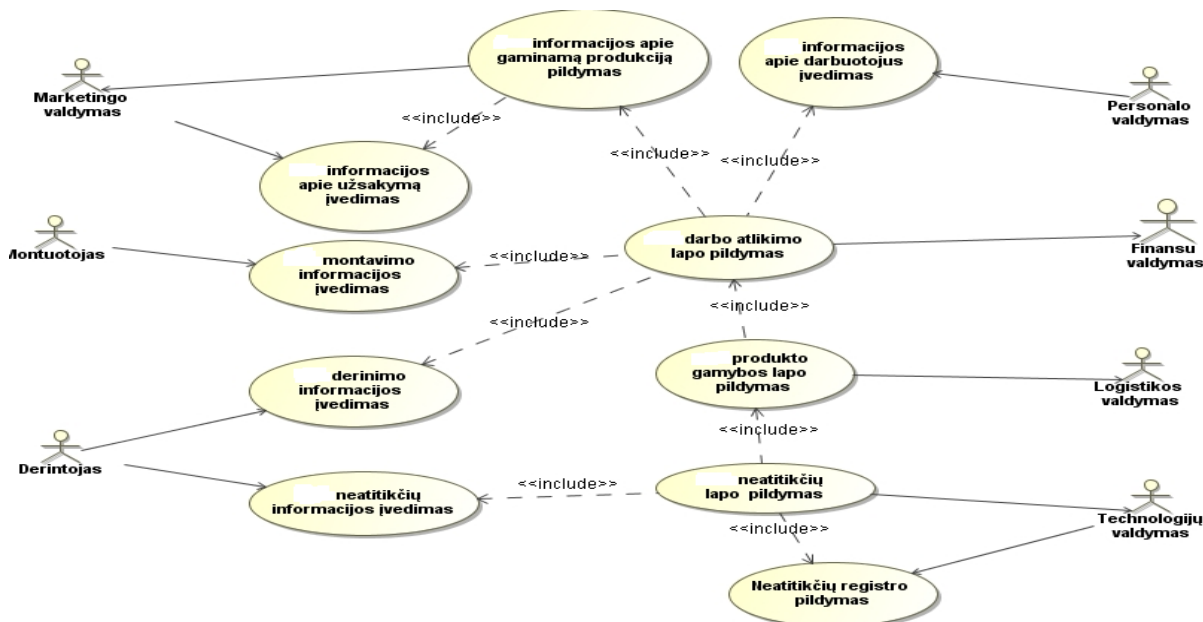 informacijos apie
gaminamą produkciją
pildymas
informacijos
apie darbuotojus
įvedimas
Marketingo
valdymas
Personalo
valdymas
<<include>>
<<include>>
<<include>>
informacijos
apie užsakymą
įvedimas
Montuotojas
darbo atlikimo
lapo pildymas
Finansu
valdymas
montavimo
informacijos
įvedimas
<<include>>
<<include>>
<<include>>
derinimo
informacijos
įvedimas
produkto
gamybos lapo
pildymas
Logistikos
valdymas
<<include>>
Derintojas
neatitikčių
informacijos įvedimas
<<include>>
neatitikčių
lapo pildymas
<<include>>
Technologijų
valdymas
Neatitikčių registro
pildymas